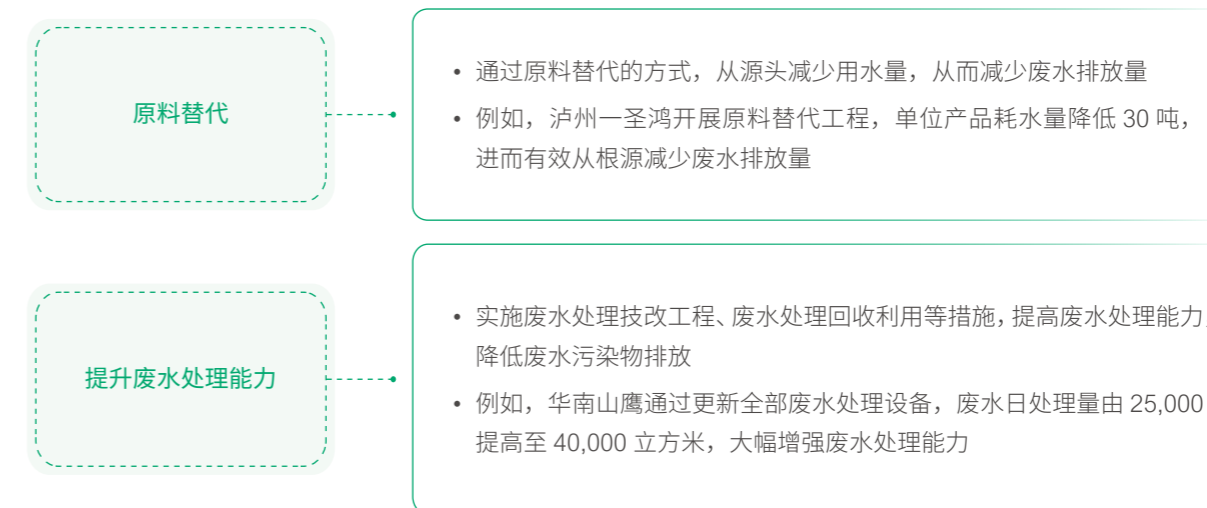 原料替代
• 通过原料替代的方式，从源头减少用水量，从而减少废水排放量
• 例如，泸州一圣鸿开展原料替代工程，单位产品耗水量降低 30 吨，
进而有效从根源减少废水排放量
提升废水处理能力
• 实施废水处理技改工程、废水处理回收利用等措施，提高废水处理能力，
降低废水污染物排放
• 例如，华南山鹰通过更新全部废水处理设备，废水日处理量由 25,000
提高至 40,000 立方米，大幅增强废水处理能力